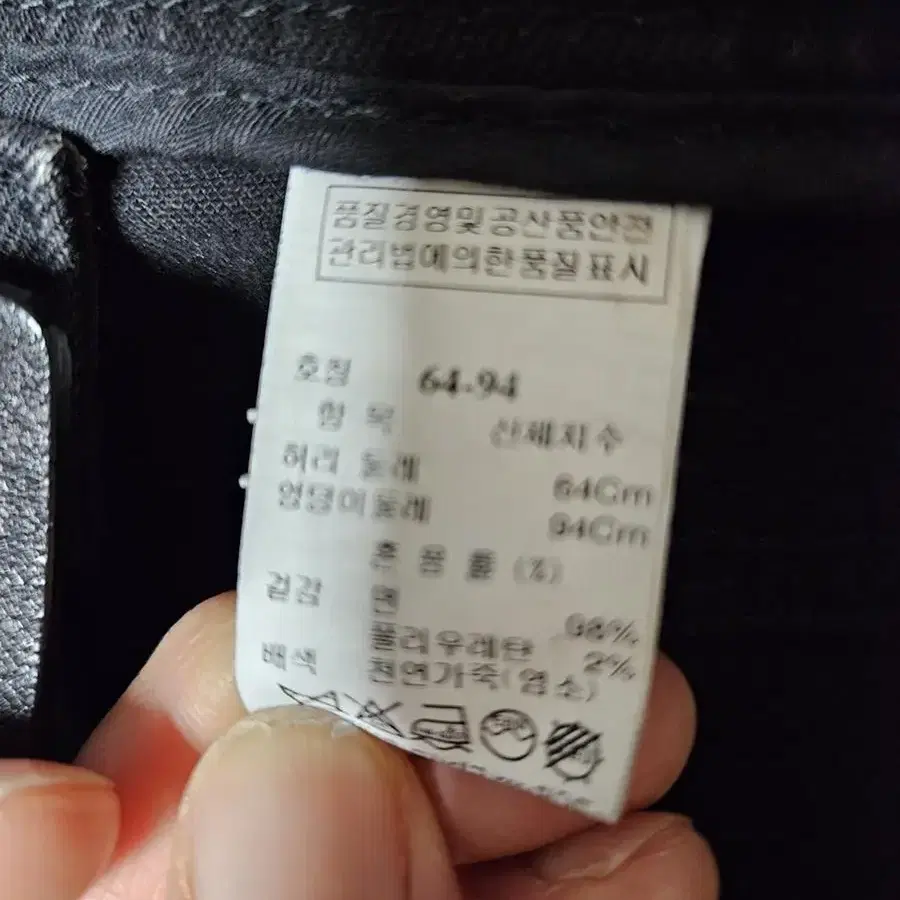 품질경영및공산품안전
관리법에의한품질표시
호칭 64-94
항 목 신체치수
허리 둘레 64Cm
엉덩이둘레 94Cm
혼 용 률 (%)
겉감 면 98%
폴리우레탄 2%
배색 천연가죽(염소)